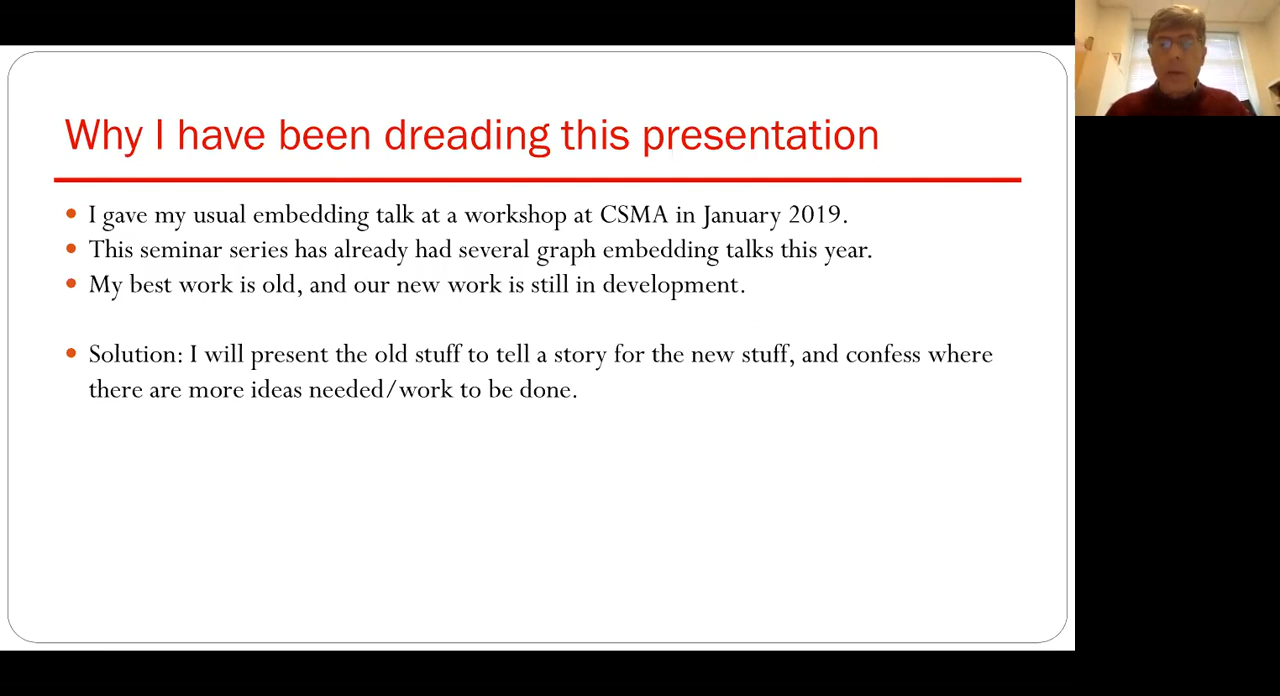 Why I have been dreading this presentation
• I gave my usual embedding talk at a workshop at CSMA in January 2019.
• This seminar series has already had several graph embedding talks this year.
• My best work is old, and our new work is still in development.
• Solution: I will present the old stuff to tell a story for the new stuff, and confess where
there are more ideas needed/work to be done.